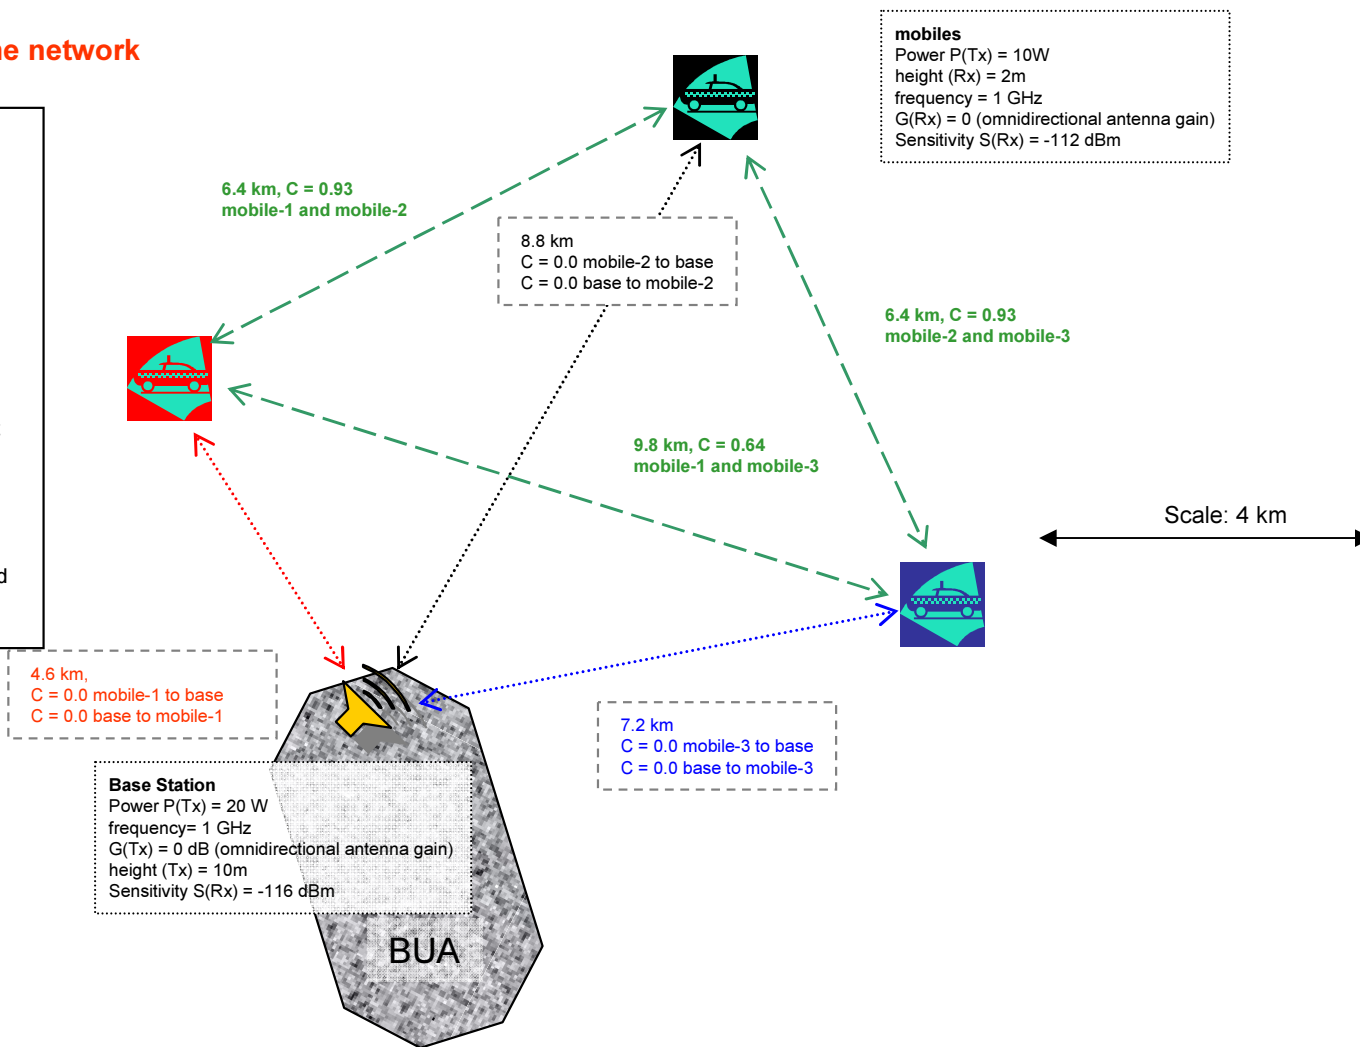 network
mobiles
Power P(Tx) = 10W
height (Rx) = 2m
frequency = 1 GHz
G(Rx) = 0 (omnidirectional antenna gain)
Sensitivity S(Rx) = -112 dBm
6.4 km, C = 0.93
mobile-1 and mobile-2
8.8 km
C = 0.0 mobile-2 to base
C = 0.0 base to mobile-2
6.4 km, C = 0.93
mobile-2 and mobile-3
9.8 km, C = 0.64
mobile-1 and mobile-3
Scale: 4 km
4.6 km,
C = 0.0 mobile-1 to base
C = 0.0 base to mobile-1
7.2 km
C = 0.0 mobile-3 to base
C = 0.0 base to mobile-3
Base Station
Power P(Tx) = 20 W
frequency= 1 GHz
G(Tx) = 0 dB (omnidirectional antenna gain)
height (Tx) = 10m
Sensitivity S(Rx) = -116 dBm
BUA